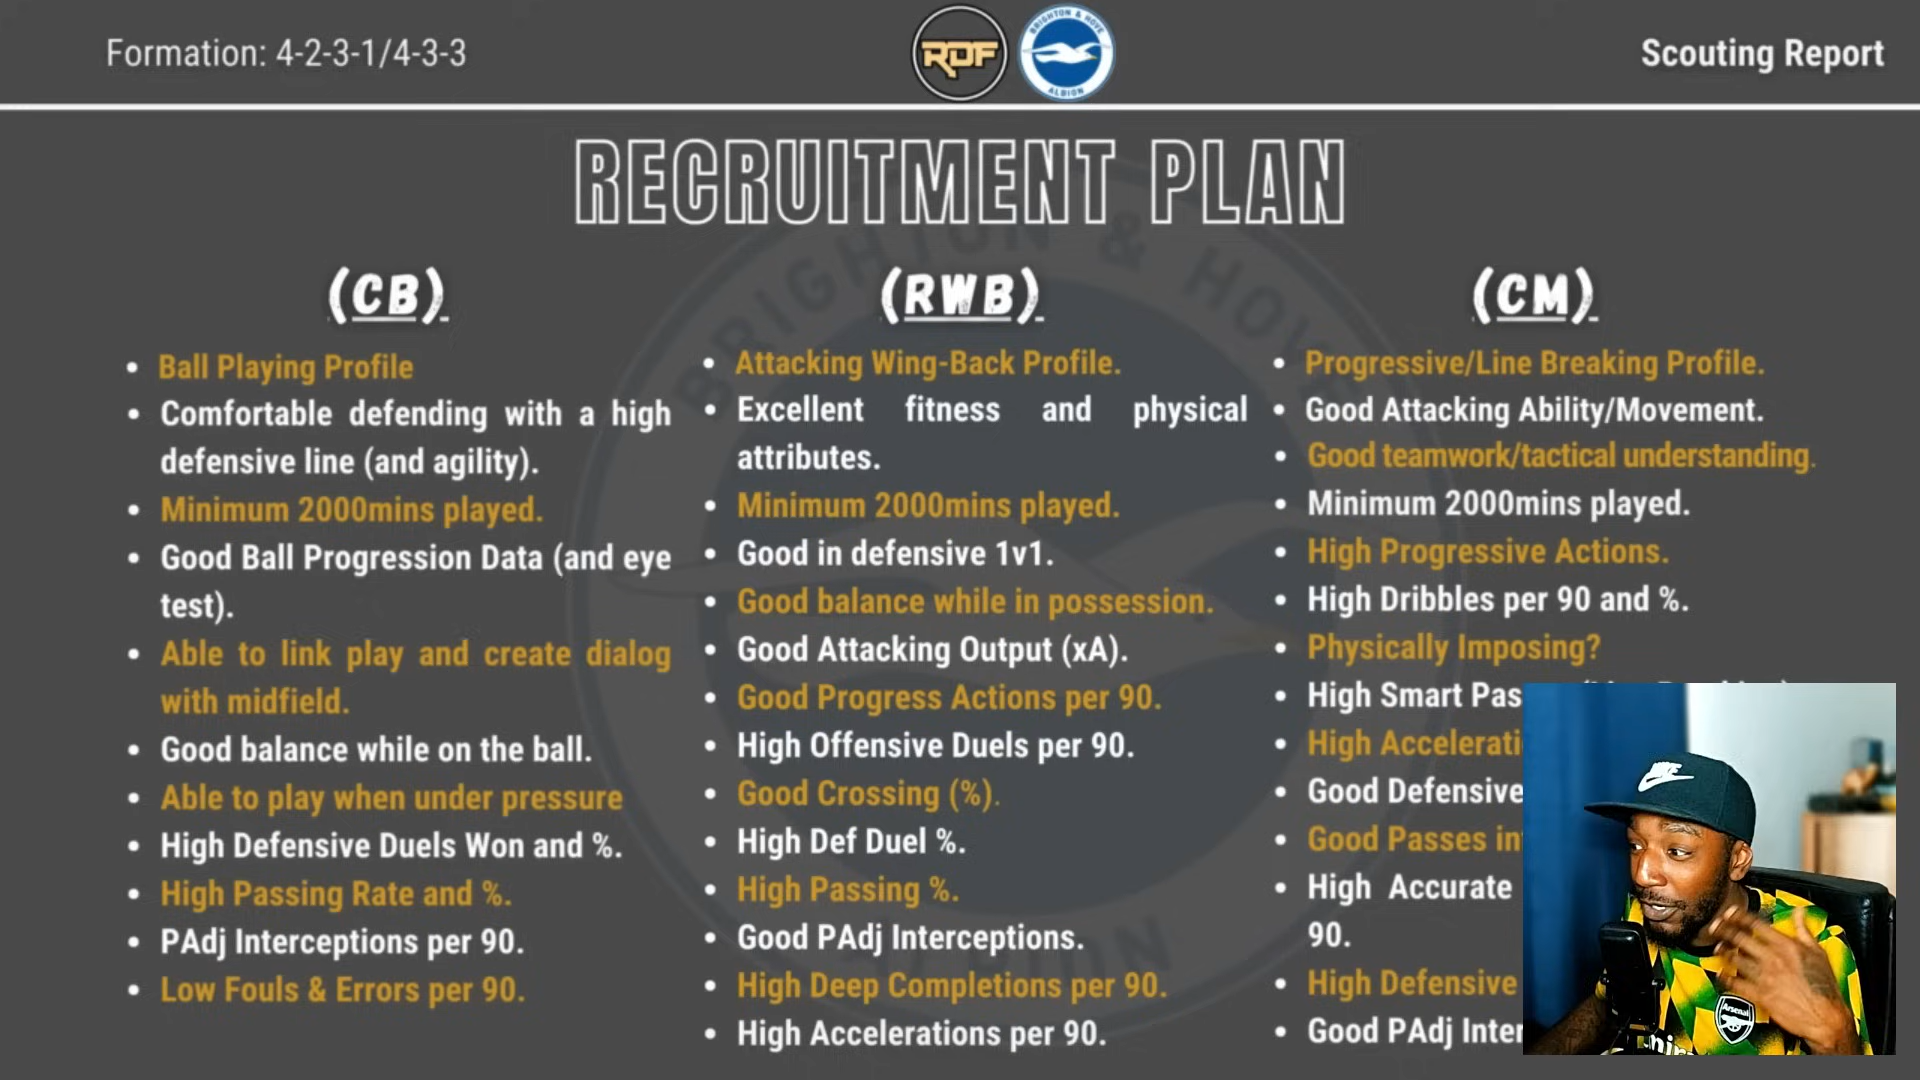 Formation: 4-2-3-1/4-3-3
RDF
BRIGHTON & HOVE
ALBION
Scouting Report
RECRUITMENT PLAN
(CB)
• Ball Playing Profile
• Comfortable defending with a high
defensive line (and agility).
• Minimum 2000mins played.
• Good Ball Progression Data (and eye
test).
• Able to link play and create dialog
with midfield.
• Good balance while on the ball.
• Able to play when under pressure
• High Defensive Duels Won and %.
• High Passing Rate and %.
• PAdj Interceptions per 90.
• Low Fouls & Errors per 90.
(RWB)
• Attacking Wing-Back Profile.
• Excellent fitness and physical
attributes.
• Minimum 2000mins played.
• Good in defensive 1v1.
• Good balance while in possession.
• Good Attacking Output (xA).
• Good Progress Actions per 90.
• High Offensive Duels per 90.
• Good Crossing (%).
• High Def Duel %.
• High Passing %.
• Good PAdj Interceptions.
• High Deep Completions per 90.
• High Accelerations per 90.
(CM)
• Progressive/Line Breaking Profile.
• Good Attacking Ability/Movement.
• Good teamwork/tactical understanding.
• Minimum 2000mins played.
• High Progressive Actions.
• High Dribbles per 90 and %.
• Physically Imposing?
• High Smart Pas
• High Accelerati
• Good Defensive
• Good Passes in
• High Accurate
90.
• High Defensive
• Good PAdj Inter
BRIGHTON & HOVE
ALBION
Arsenal